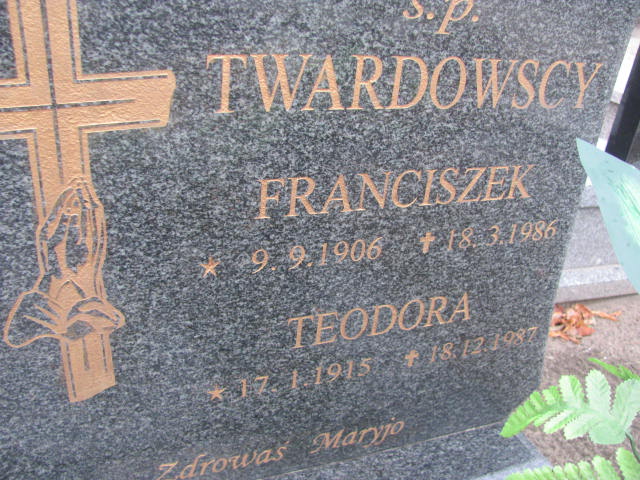 ś.p.
TWARDOWSCY
FRANCISZEK
* 9.9.1906 ✝ 18.3.1986
TEODORA
* 17.1.1915 ✝ 18.12.1987
Zdrowaś Maryjo